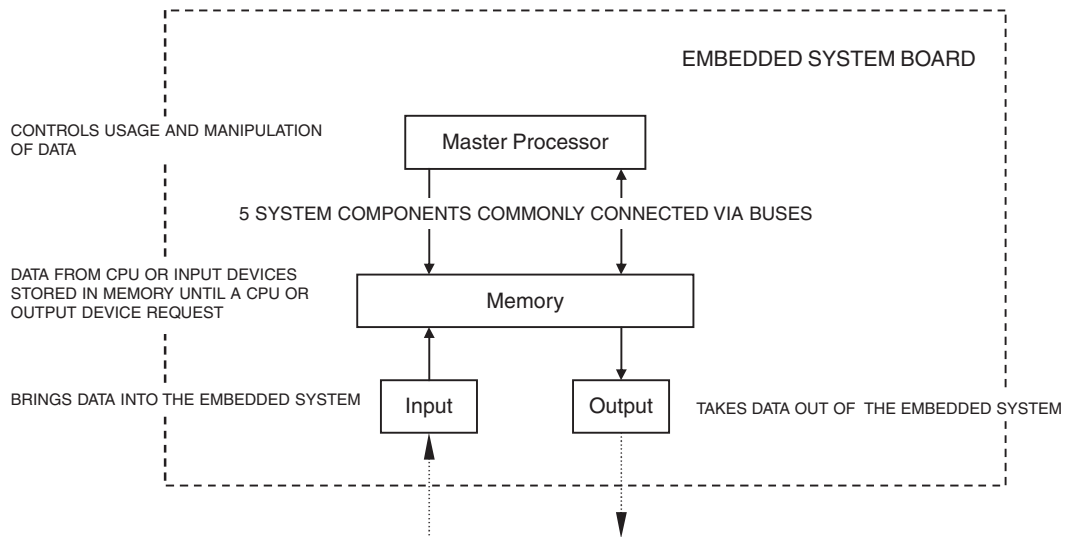 EMBEDDED SYSTEM BOARD
CONTROLS USAGE AND MANIPULATION
OF DATA
Master Processor
5 SYSTEM COMPONENTS COMMONLY CONNECTED VIA BUSES
DATA FROM CPU OR INPUT DEVICES
STORED IN MEMORY UNTIL A CPU OR
OUTPUT DEVICE REQUEST
Memory
BRINGS DATA INTO THE EMBEDDED SYSTEM
Input
Output
TAKES DATA OUT OF THE EMBEDDED SYSTEM